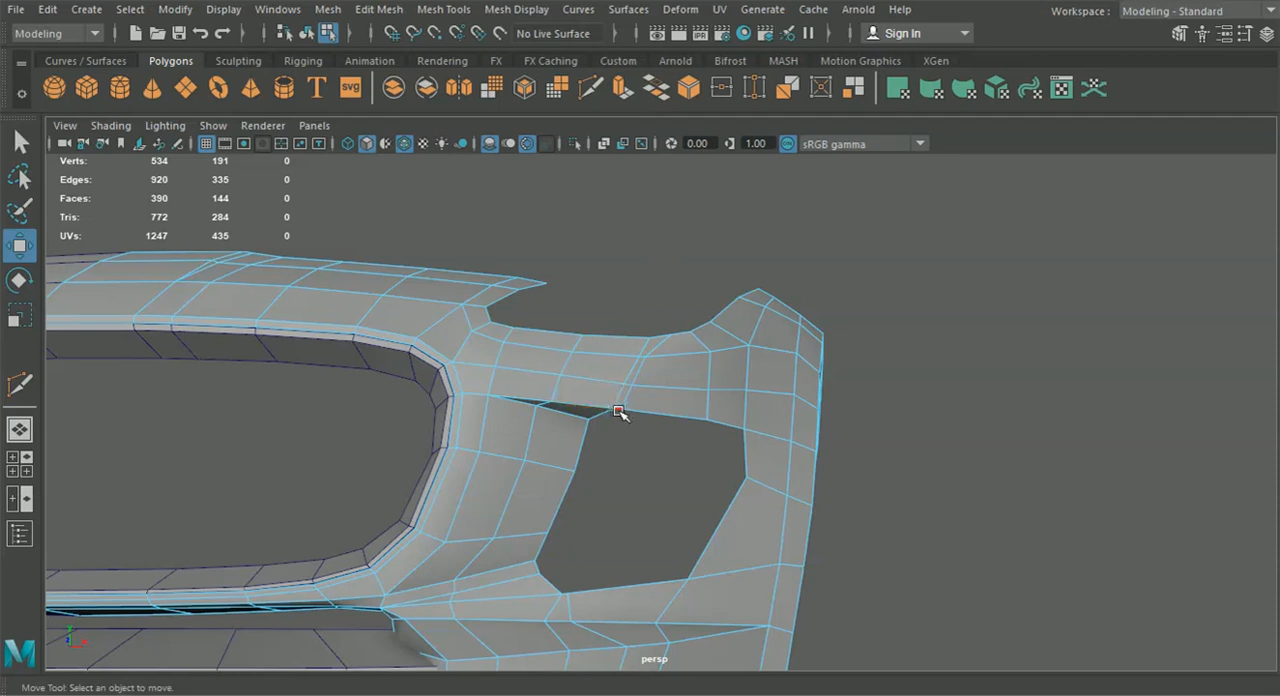 File Edit Create Select Modify Display Windows Mesh Edit Mesh Mesh Tools Mesh Display Curves Surfaces Deform UV Generate Cache Arnold Help Workspace : Modeling - Standard
Modeling No Live Surface Sign In
Curves / Surfaces Polygons Sculpting Rigging Animation Rendering FX FX Caching Custom Arnold Bifrost MASH Motion Graphics XGen
T SVG
View Shading Lighting Show Renderer Panels
0.00 1.00 sRGB gamma
Verts: 534 191 0
Edges: 920 335 0
Faces: 390 144 0
Tris: 772 284 0
UVs: 1247 435 0
persp
Move Tool: Select an object to move.